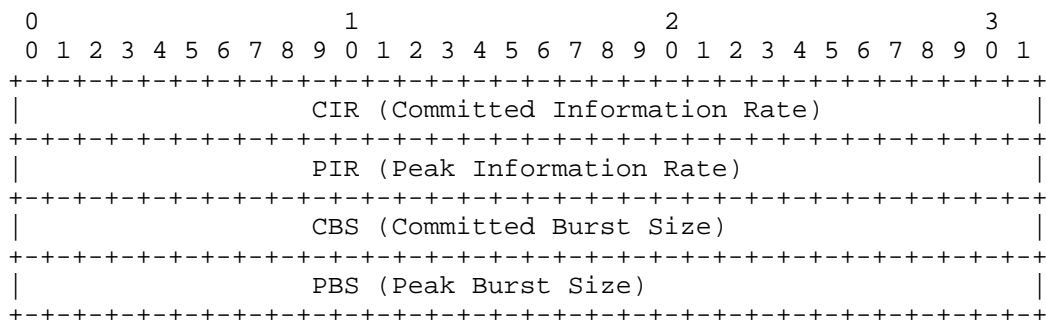 0                   1                   2                   3
 0 1 2 3 4 5 6 7 8 9 0 1 2 3 4 5 6 7 8 9 0 1 2 3 4 5 6 7 8 9 0 1
+-+-+-+-+-+-+-+-+-+-+-+-+-+-+-+-+-+-+-+-+-+-+-+-+-+-+-+-+-+-+-+-+
|                  CIR (Committed Information Rate)             |
+-+-+-+-+-+-+-+-+-+-+-+-+-+-+-+-+-+-+-+-+-+-+-+-+-+-+-+-+-+-+-+-+
|                  PIR (Peak Information Rate)                  |
+-+-+-+-+-+-+-+-+-+-+-+-+-+-+-+-+-+-+-+-+-+-+-+-+-+-+-+-+-+-+-+-+
|                  CBS (Committed Burst Size)                   |
+-+-+-+-+-+-+-+-+-+-+-+-+-+-+-+-+-+-+-+-+-+-+-+-+-+-+-+-+-+-+-+-+
|                  PBS (Peak Burst Size)                        |
+-+-+-+-+-+-+-+-+-+-+-+-+-+-+-+-+-+-+-+-+-+-+-+-+-+-+-+-+-+-+-+-+